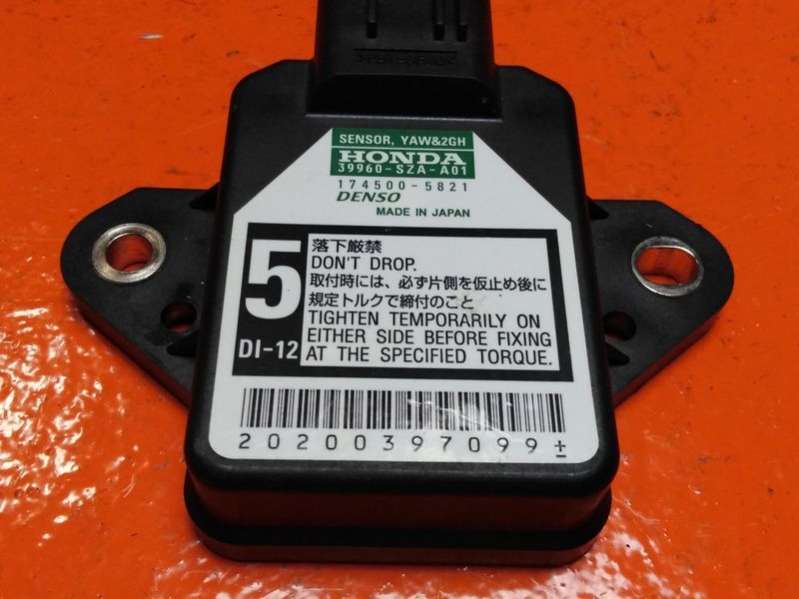 SENSOR, YAW&2GH
HONDA
39960-SZA-A01
174500-5821
DENSO
MADE IN JAPAN
5
DI-12
落下厳禁
DON'T DROP.
取付時には、必ず片側を仮止め後に
規定トルクで締付のこと
TIGHTEN TEMPORARILY ON
EITHER SIDE BEFORE FIXING
AT THE SPECIFIED TORQUE.
20200397099±